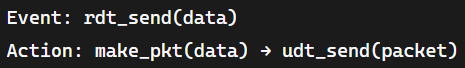 Event: rdt_send(data)
Action: make_pkt(data) → udt_send(packet)